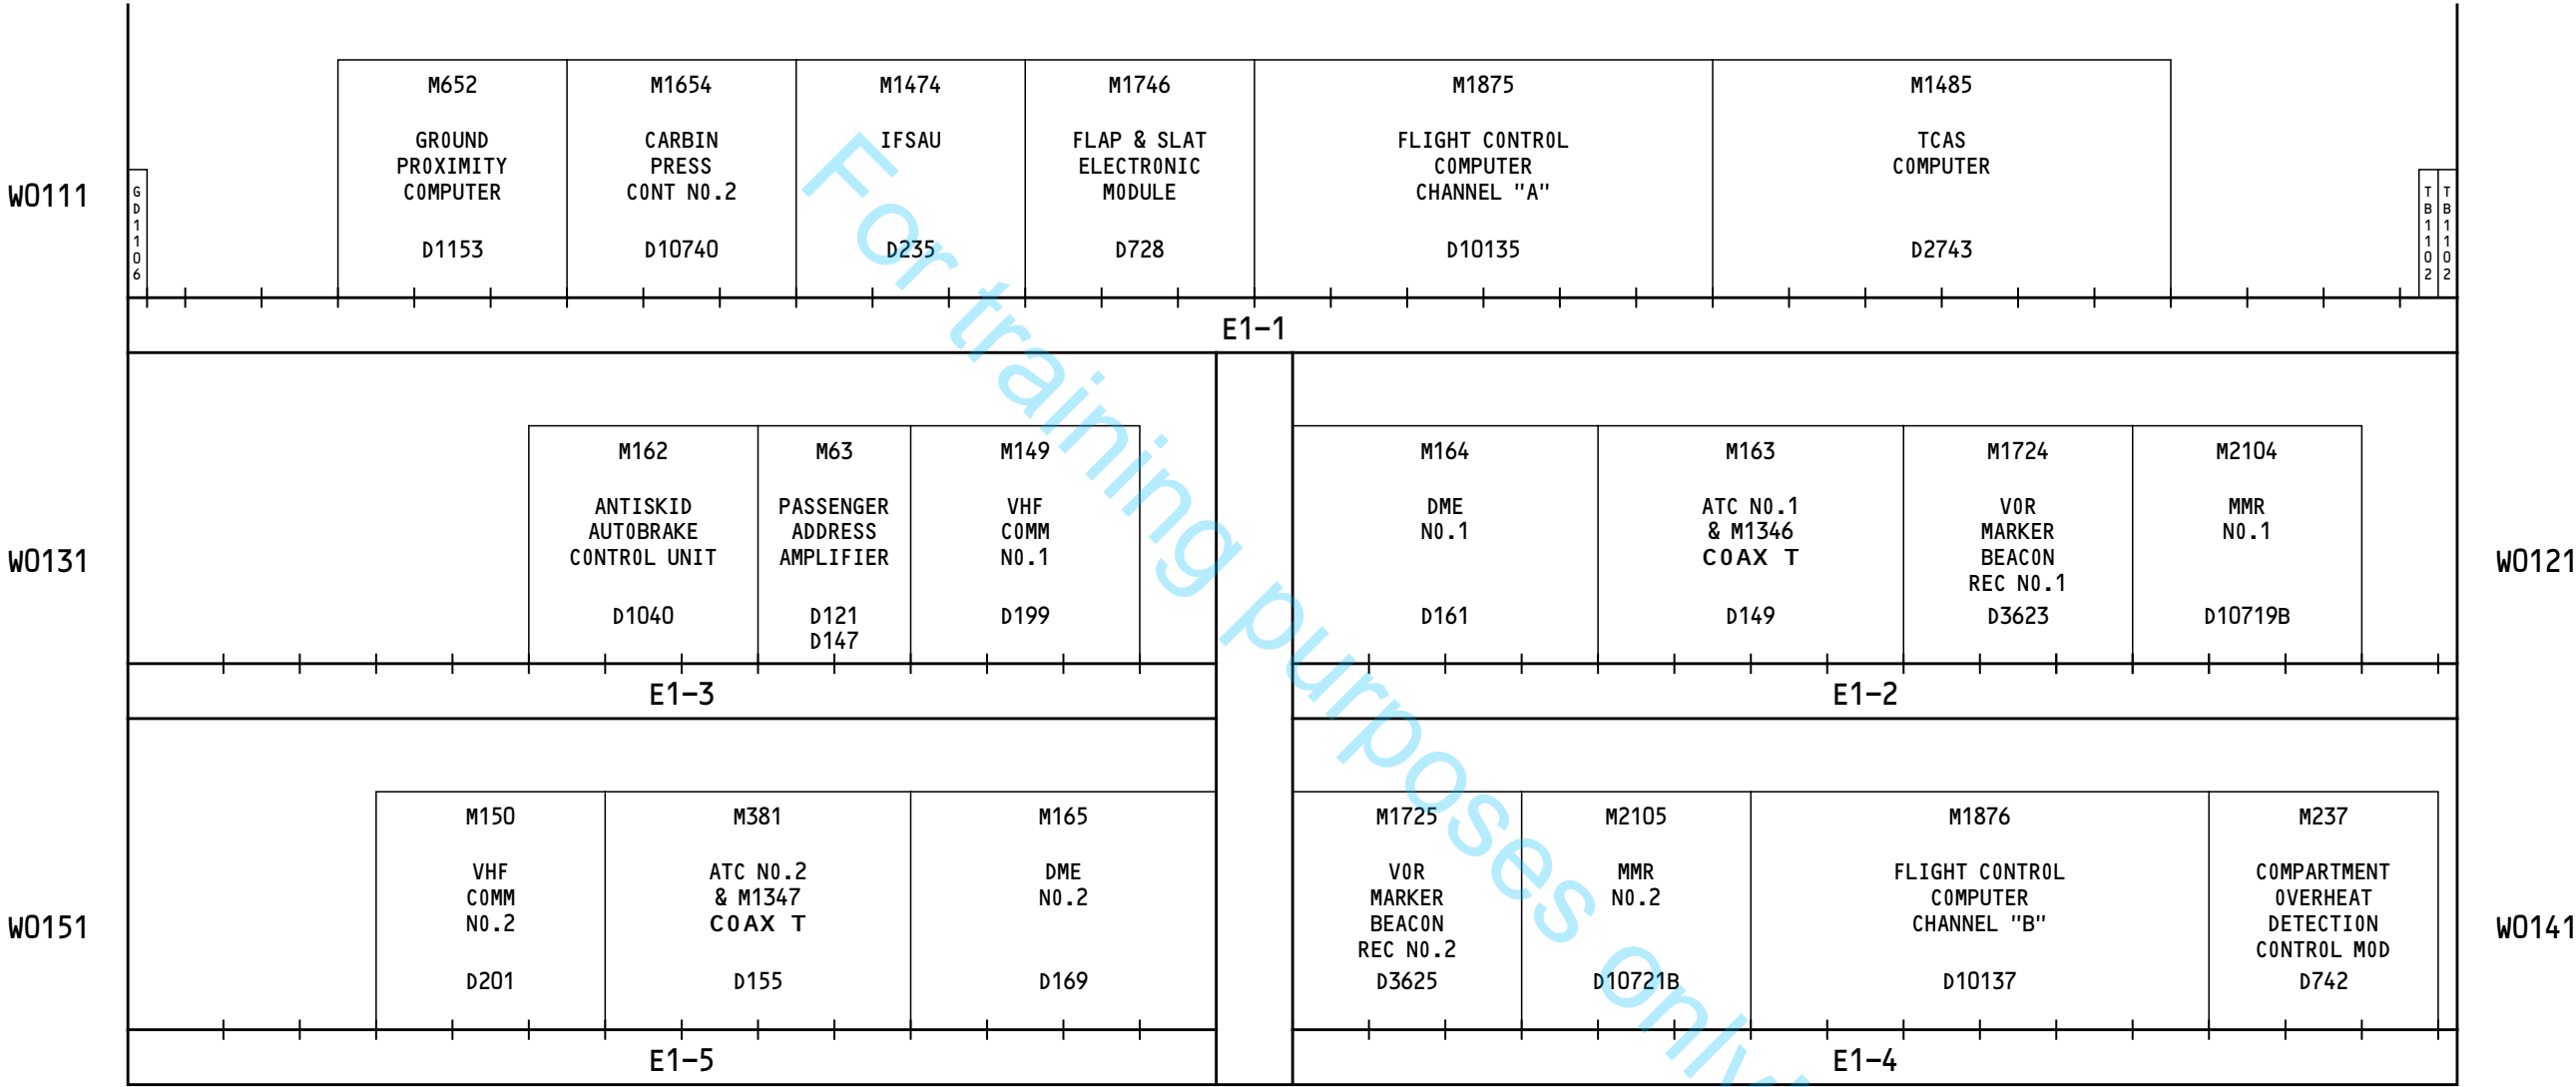 M652
GROUND
PROXIMITY
COMPUTER
D1153
M1654
CARBIN
PRESS
CONT NO.2
D10740
M1474
IFSAU
D235
M1746
FLAP & SLAT
ELECTRONIC
MODULE
D728
M1875
FLIGHT CONTROL
COMPUTER
CHANNEL "A"
D10135
M1485
TCAS
COMPUTER
D2743
W0111
GD1106
TB1102
TB1102
E1-1
M162
ANTISKID
AUTOBRAKE
CONTROL UNIT
D1040
M63
PASSENGER
ADDRESS
AMPLIFIER
D121
D147
M149
VHF
COMM
NO.1
D199
W0131
E1-3
M164
DME
NO.1
D161
M163
ATC NO.1
& M1346
COAX T
D149
M1724
VOR
MARKER
BEACON
REC NO.1
D3623
M2104
MMR
NO.1
D10719B
W0121
E1-2
M150
VHF
COMM
NO.2
D201
M381
ATC NO.2
& M1347
COAX T
D155
M165
DME
NO.2
D169
W0151
E1-5
M1725
VOR
MARKER
BEACON
REC NO.2
D3625
M2105
MMR
NO.2
D10721B
M1876
FLIGHT CONTROL
COMPUTER
CHANNEL "B"
D10137
M237
COMPARTMENT
OVERHEAT
DETECTION
CONTROL MOD
D742
W0141
E1-4
For training purposes only